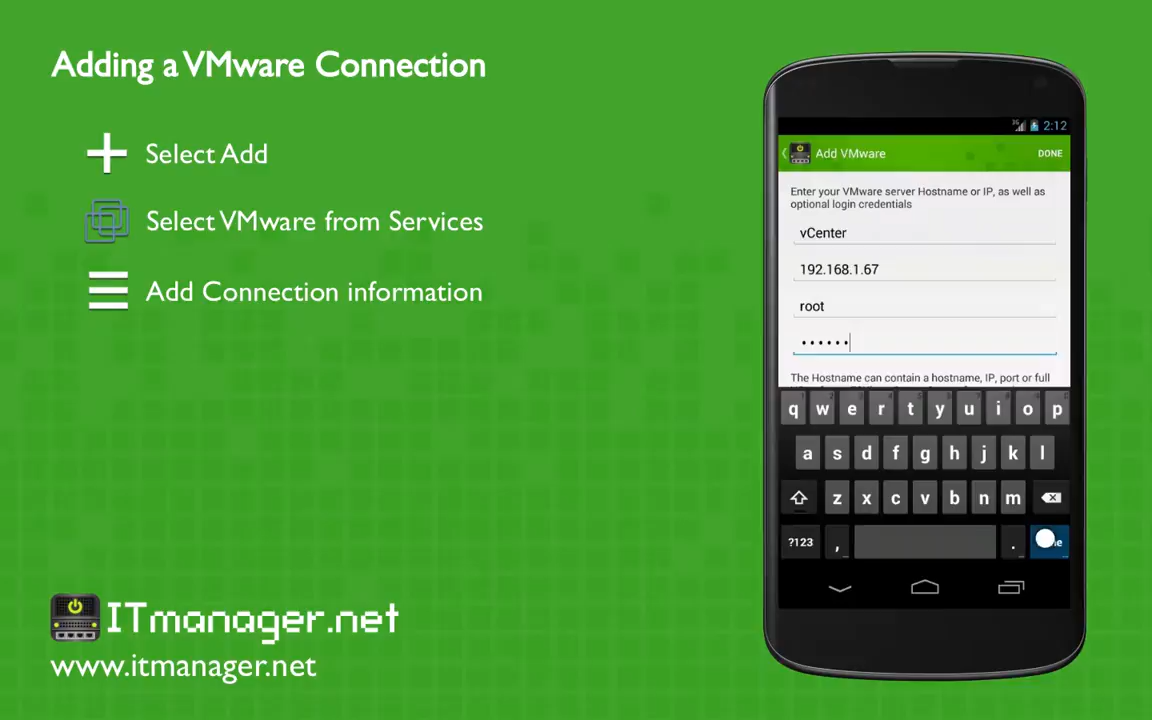 Adding a VMware Connection
Select Add
Select VMware from Services
Add Connection information
ITmanager.net
www.itmanager.net
3G 2:12
Add VMware DONE
Enter your VMware server Hostname or IP, as well as
optional login credentials
vCenter
192.168.1.67
root
••••••
The Hostname can contain a hostname, IP, port or full
q w e r t y u i o p
a s d f g h j k l
z x c v b n m
?123 , .